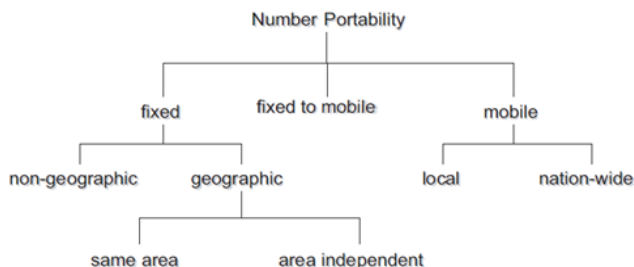 Number Portability
fixed
fixed to mobile
mobile
non-geographic
geographic
local
nation-wide
same area
area independent